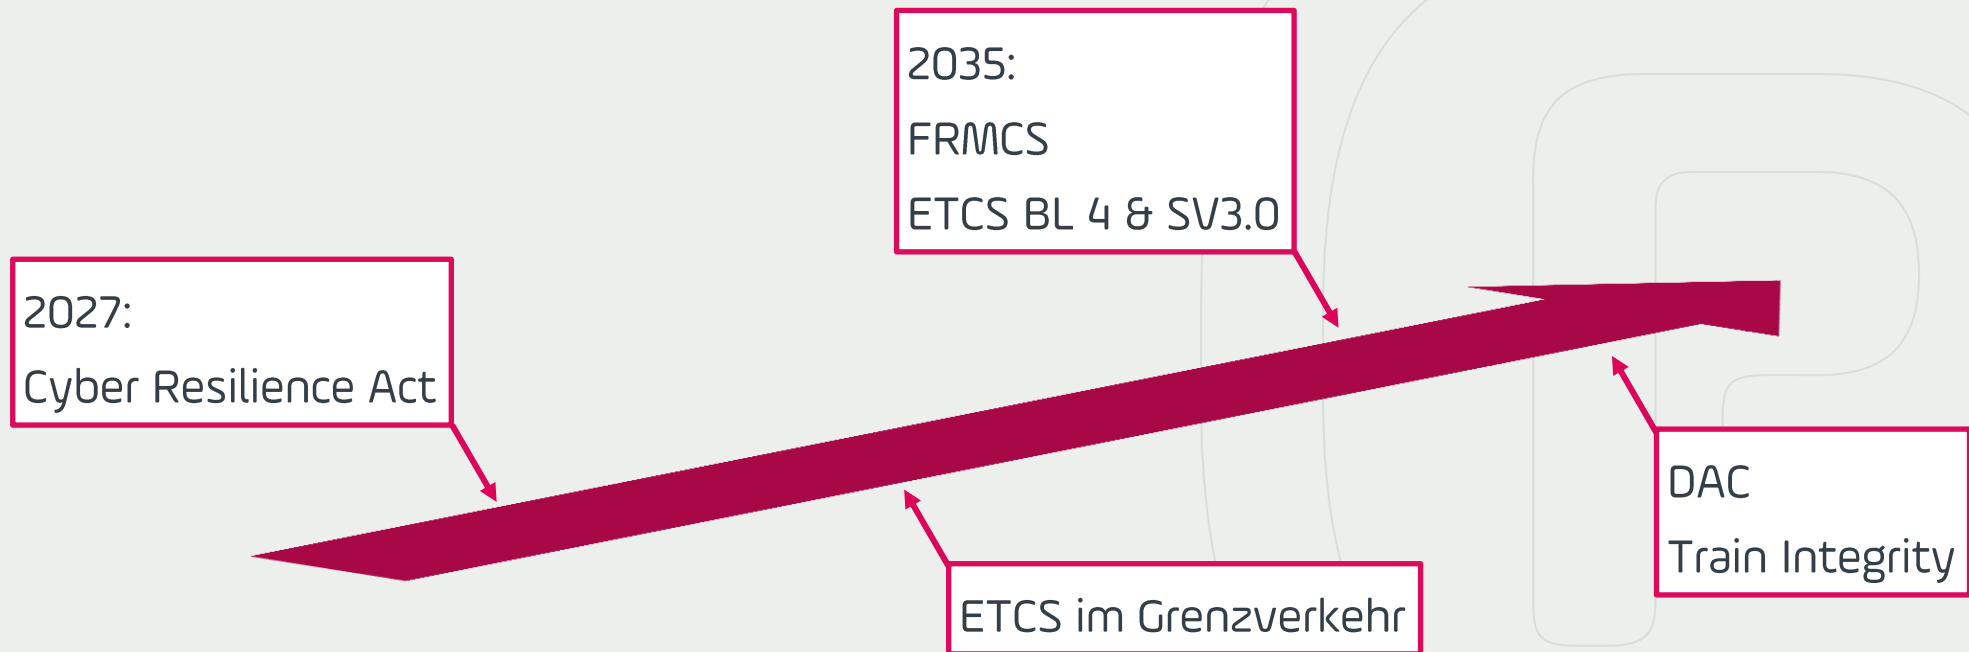 2035:
FRMCS
ETCS BL 4 & SV3.0
2027:
Cyber Resilience Act
DAC
Train Integrity
ETCS im Grenzverkehr